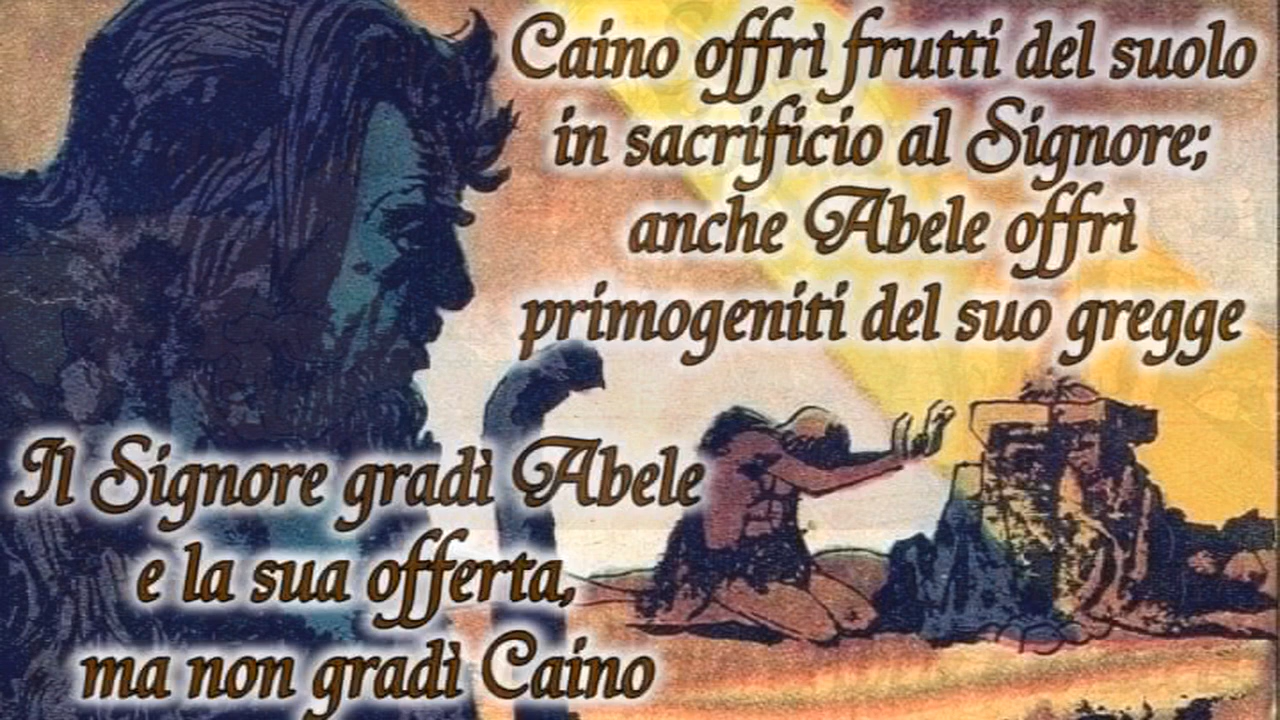 Caino offrì frutti del suolo
in sacrificio al Signore;
anche Abele offrì
primogeniti del suo gregge
Il Signore gradì Abele
e la sua offerta,
ma non gradì Caino